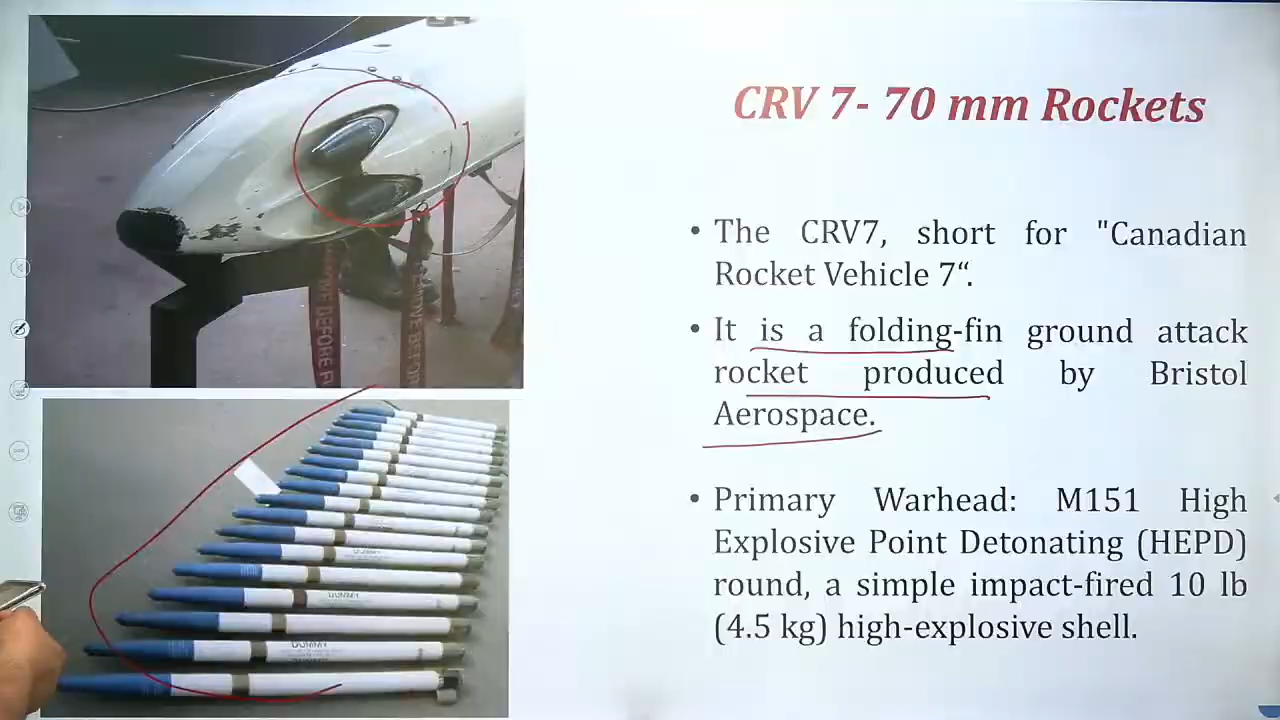 CRV 7- 70 mm Rockets
• The CRV7, short for "Canadian
Rocket Vehicle 7“.
• It is a folding-fin ground attack
rocket produced by Bristol
Aerospace.
• Primary Warhead: M151 High
Explosive Point Detonating (HEPD)
round, a simple impact-fired 10 lb
(4.5 kg) high-explosive shell.
DUMMY
DUMMY